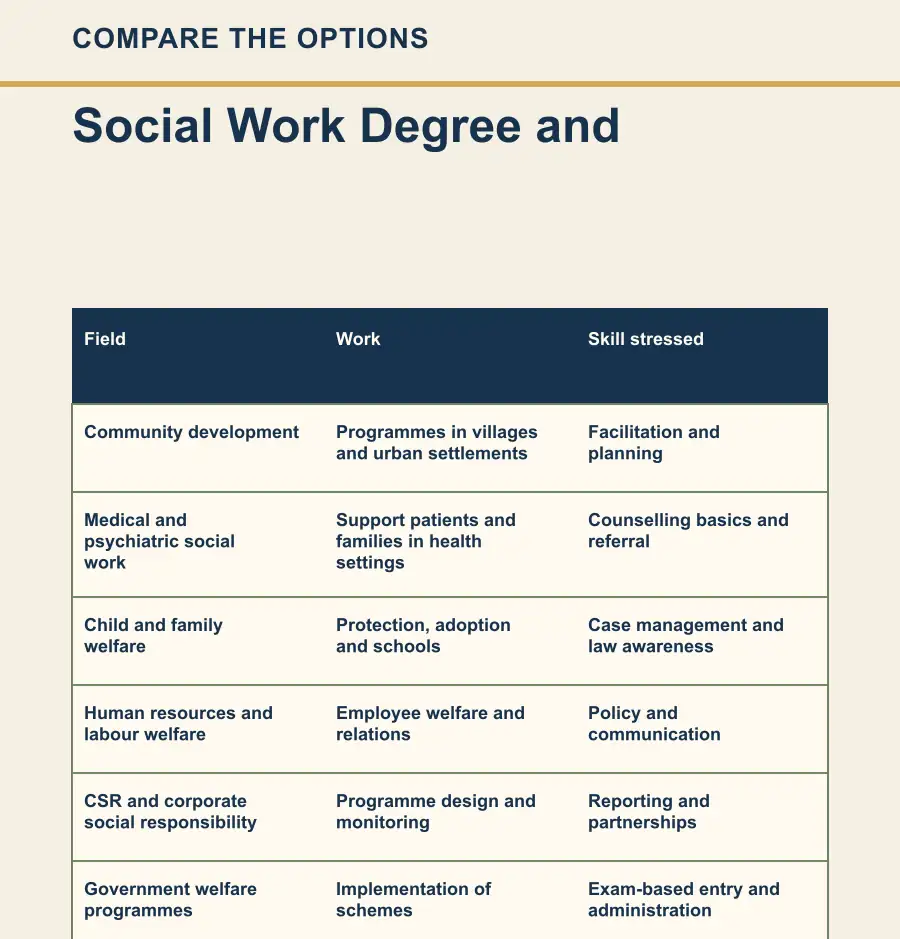 COMPARE THE OPTIONS
Social Work Degree and
Field Work Skill stressed
Community development
Programmes in villages
and urban settlements
Facilitation and
planning
Medical and
psychiatric social
work
Support patients and
families in health
settings
Counselling basics and
referral
Child and family
welfare
Protection, adoption
and schools
Case management and
law awareness
Human resources and
labour welfare
Employee welfare and
relations
Policy and
communication
CSR and corporate
social responsibility
Programme design and
monitoring
Reporting and
partnerships
Government welfare
programmes
Implementation of
schemes
Exam-based entry and
administration